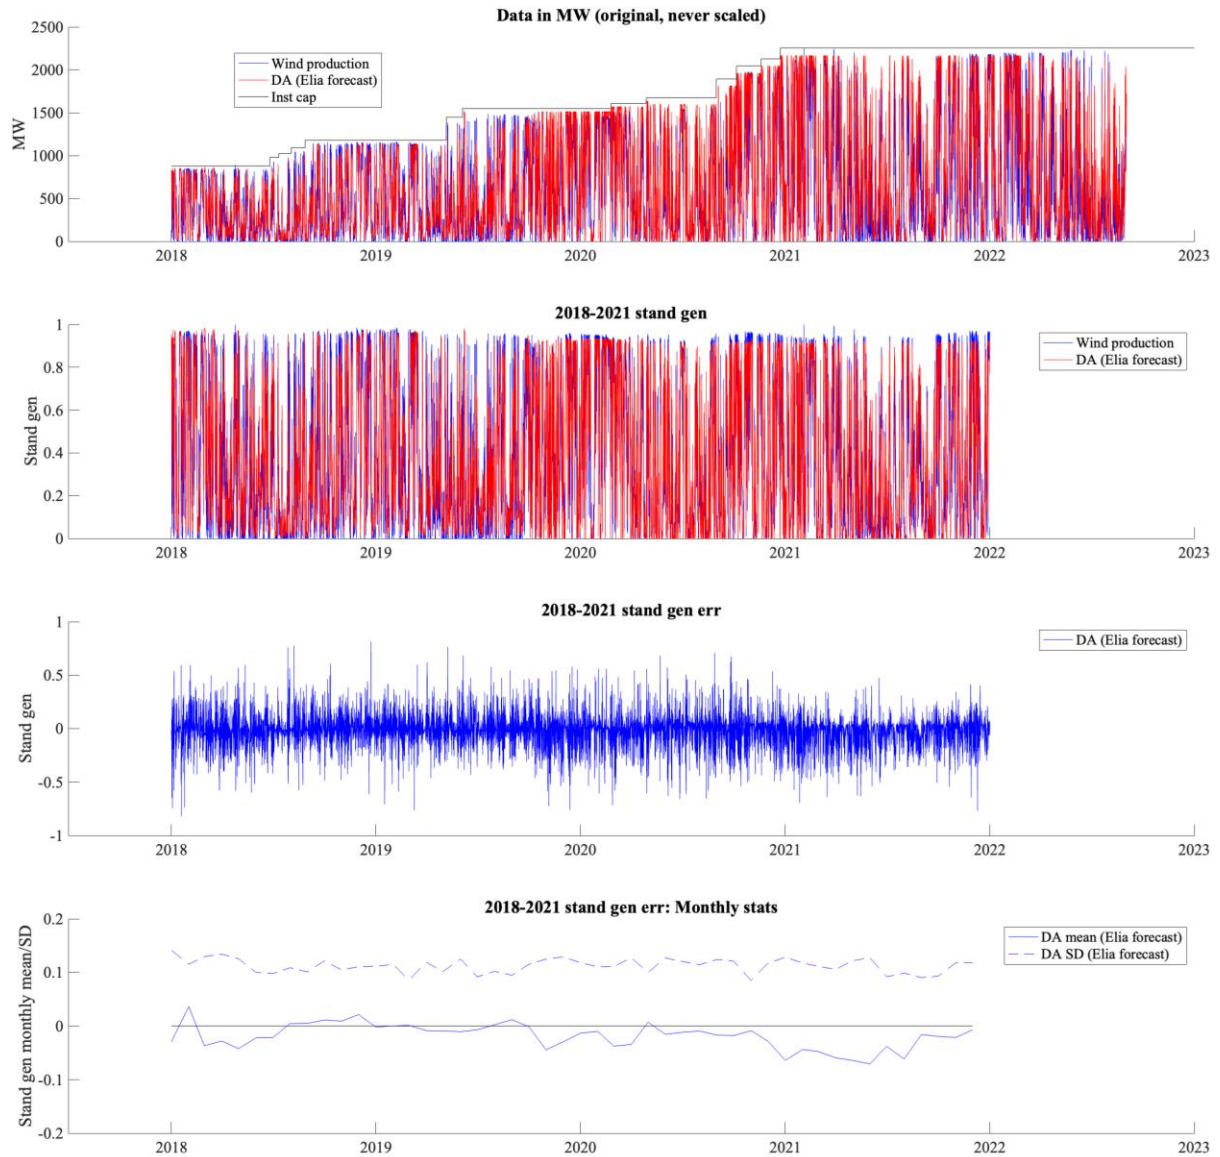 Data in MW (original, never scaled)
2500
2000
1500
1000
500
0
MW
Wind production
DA (Elia forecast)
Inst cap
2018 2019 2020 2021 2022 2023
2018-2021 stand gen
1
0.8
0.6
0.4
0.2
0
Stand gen
Wind production
DA (Elia forecast)
2018 2019 2020 2021 2022 2023
2018-2021 stand gen err
1
0.5
0
-0.5
-1
Stand gen
DA (Elia forecast)
2018 2019 2020 2021 2022 2023
2018-2021 stand gen err: Monthly stats
0.2
0.1
0
-0.1
-0.2
Stand gen monthly mean/SD
DA mean (Elia forecast)
DA SD (Elia forecast)
2018 2019 2020 2021 2022 2023